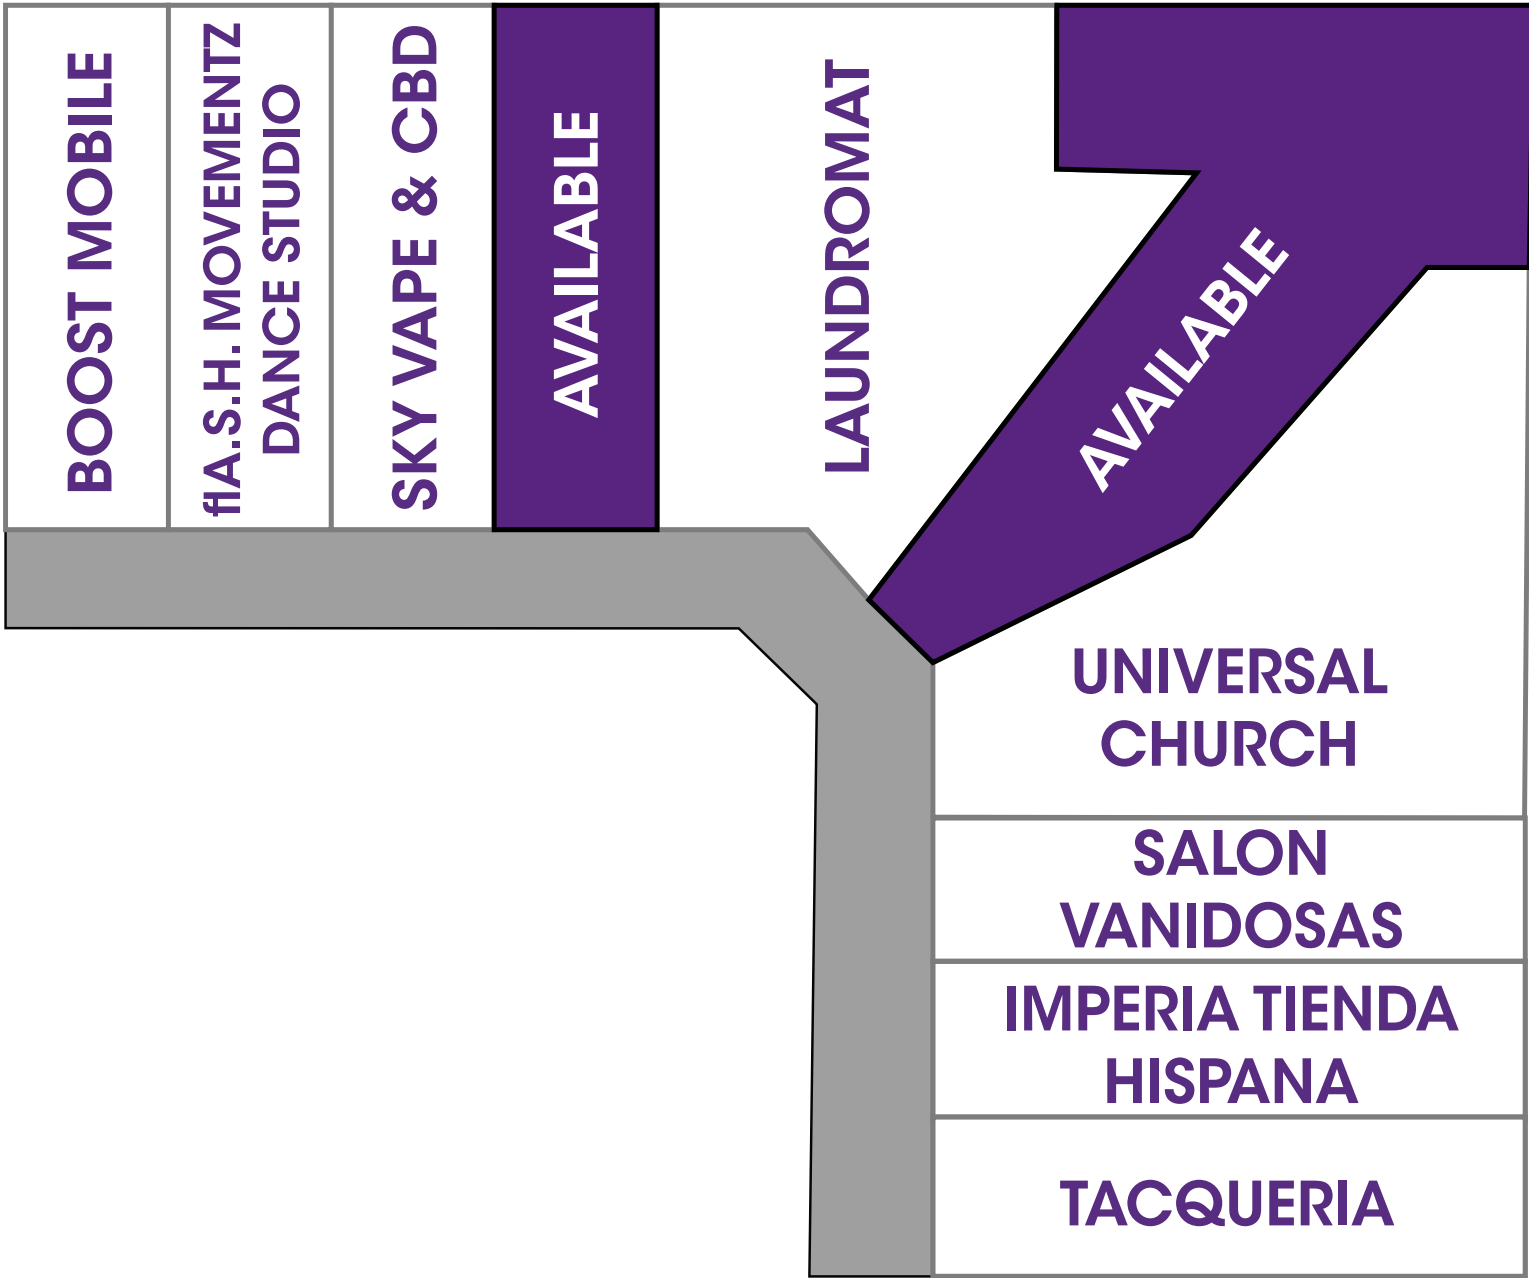 BOOST MOBILE
flA.S.H. MOVEMENTZ
DANCE STUDIO
SKY VAPE & CBD
AVAILABLE
LAUNDROMAT
AVAILABLE
UNIVERSAL
CHURCH
SALON
VANIDOSAS
IMPERIA TIENDA
HISPANA
TACQUERIA